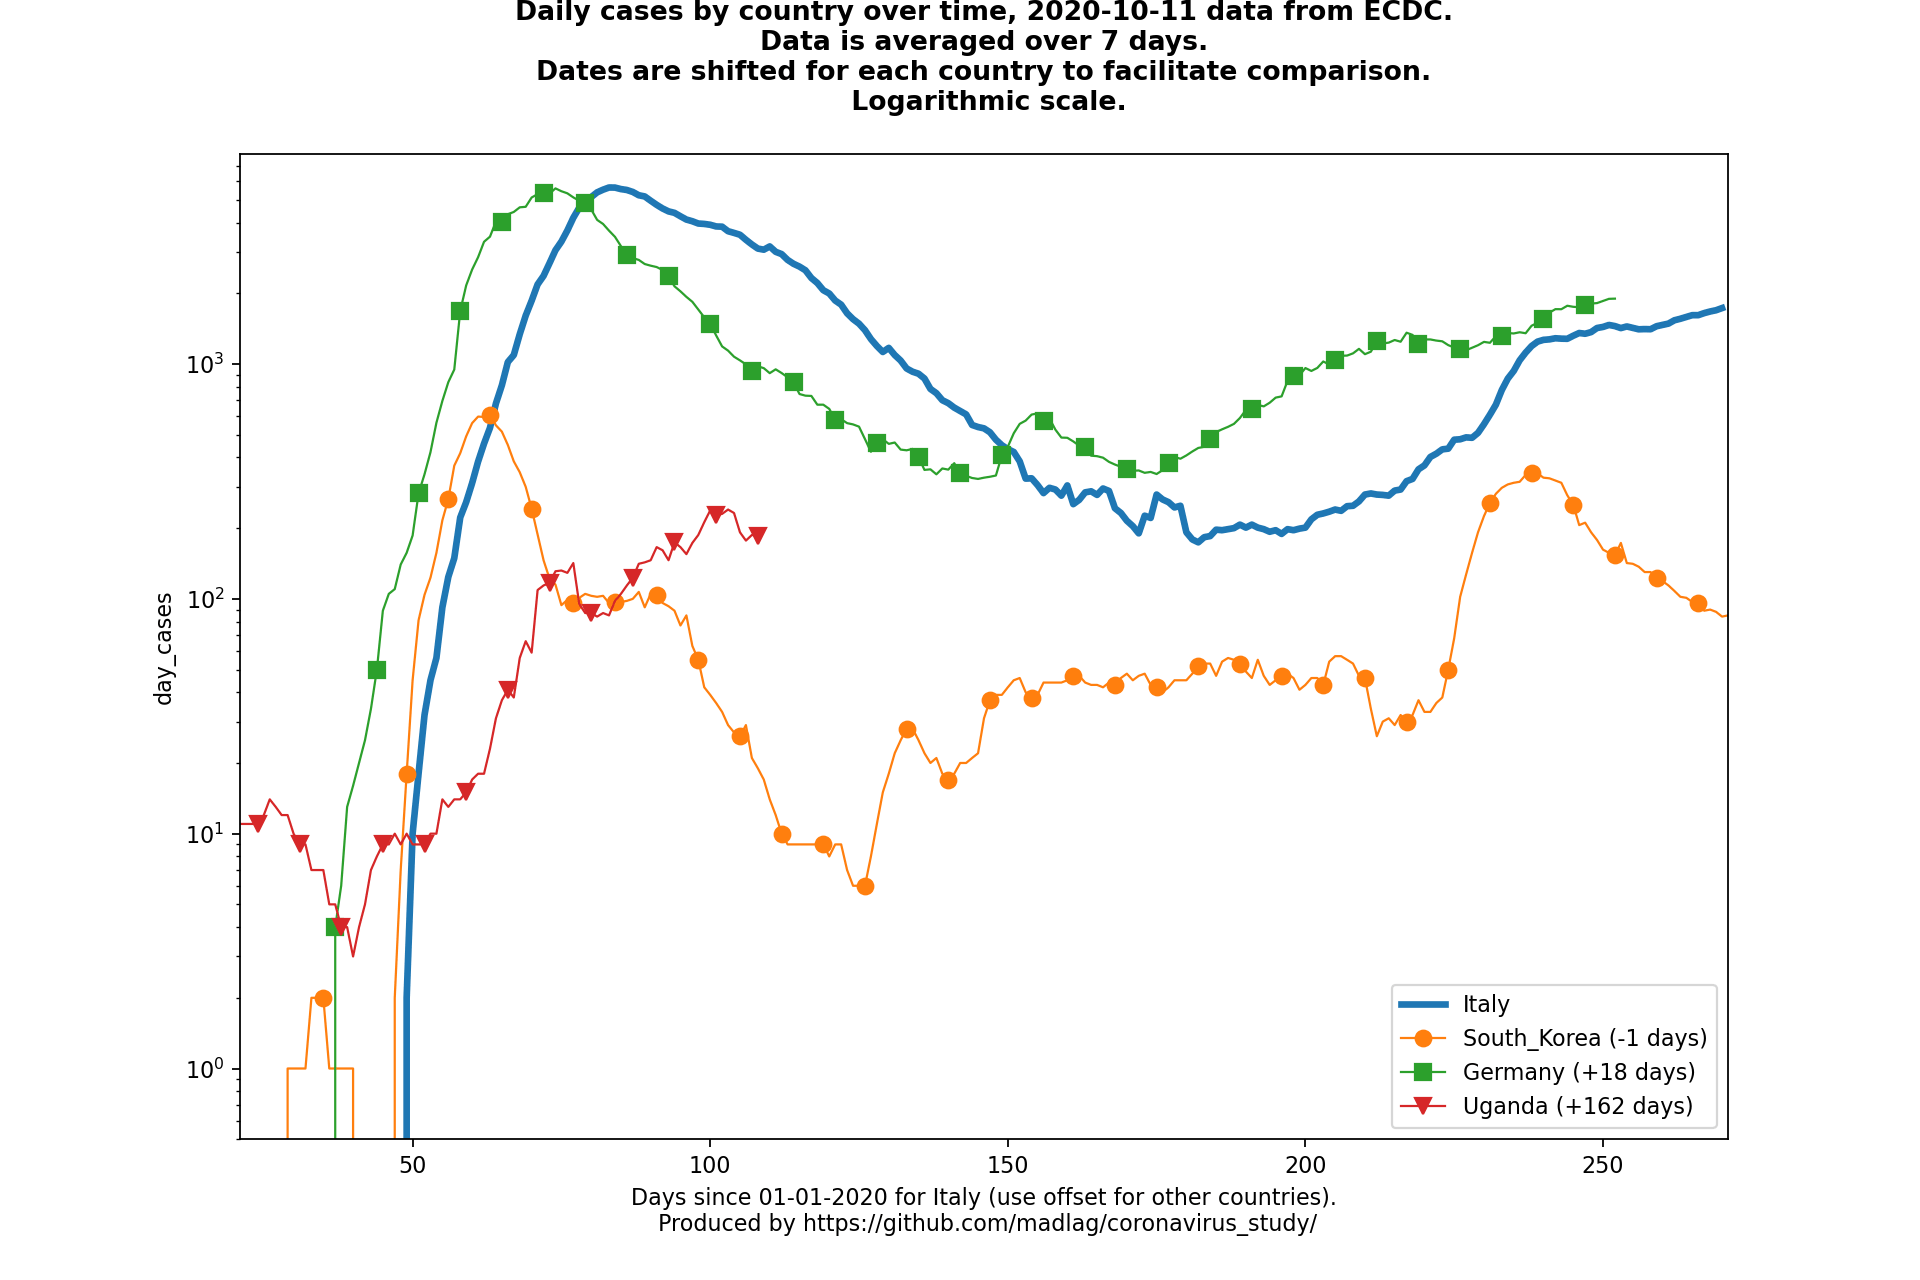 Daily cases by country over time, 2020-10-11 data from ECDC.
Data is averaged over 7 days.
Dates are shifted for each country to facilitate comparison.
Logarithmic scale.
10³
10²
10¹
10⁰
day_cases
Italy
South_Korea (-1 days)
Germany (+18 days)
Uganda (+162 days)
50 100 150 200 250
Days since 01-01-2020 for Italy (use offset for other countries).
Produced by https://github.com/madlag/coronavirus_study/